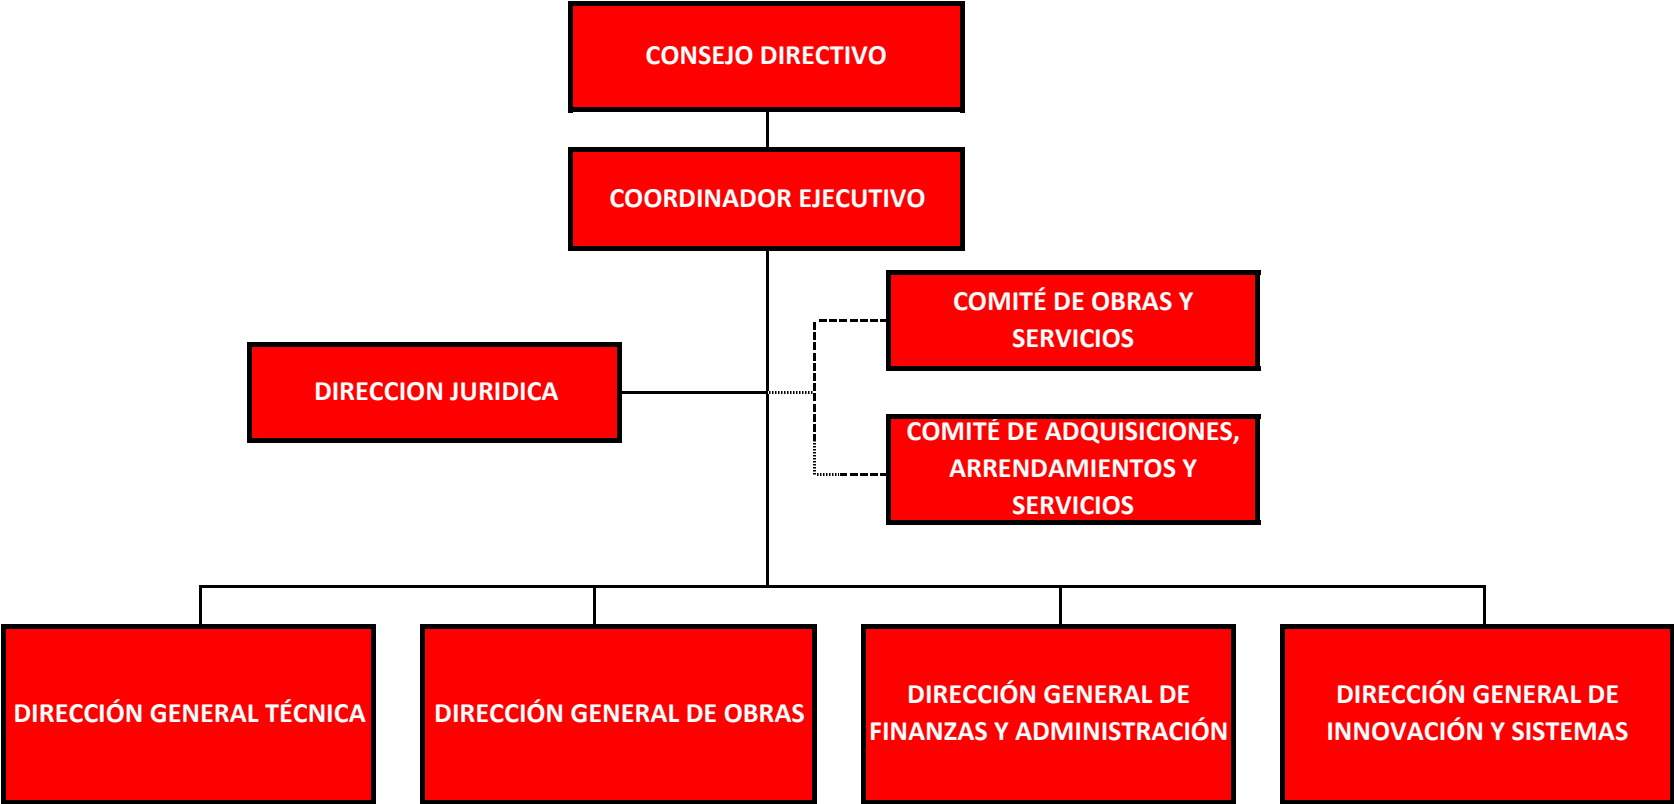 CONSEJO DIRECTIVO
COORDINADOR EJECUTIVO
COMITÉ DE OBRAS Y
SERVICIOS
DIRECCION JURIDICA
COMITÉ DE ADQUISICIONES,
ARRENDAMIENTOS Y
SERVICIOS
DIRECCIÓN GENERAL TÉCNICA
DIRECCIÓN GENERAL DE OBRAS
DIRECCIÓN GENERAL DE
FINANZAS Y ADMINISTRACIÓN
DIRECCIÓN GENERAL DE
INNOVACIÓN Y SISTEMAS